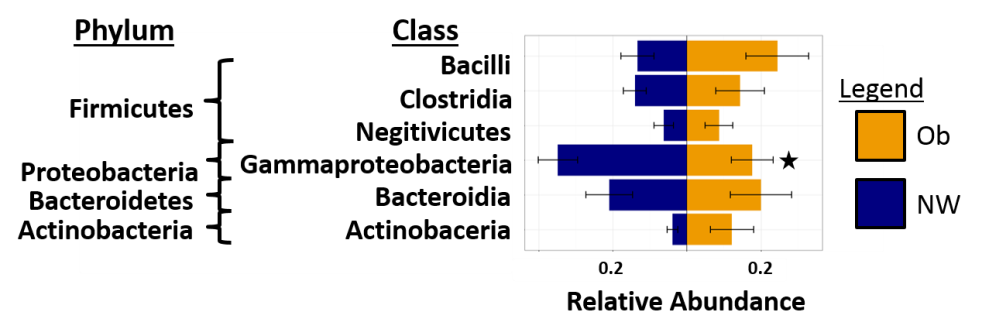 Phylum
Class
Bacilli
Firmicutes
Clostridia
Negitivicutes
Proteobacteria
Gammaproteobacteria
Bacteroidetes
Bacteroidia
Actinobacteria
Actinobaceria
Legend
Ob
NW
0.2
0.2
Relative Abundance